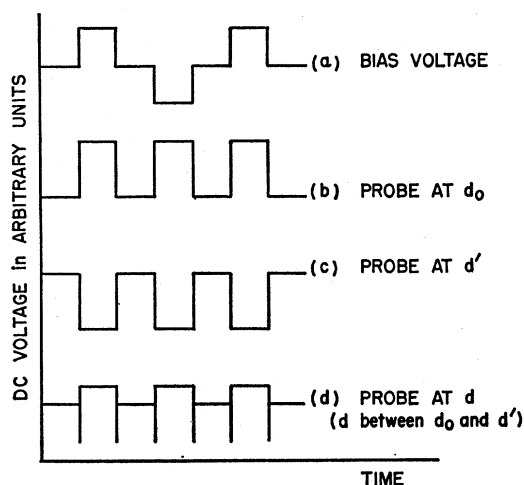 DC VOLTAGE in ARBITRARY UNITS
(a) BIAS VOLTAGE
(b) PROBE AT d₀
(c) PROBE AT d′
(d) PROBE AT d
(d between d₀ and d′)
TIME